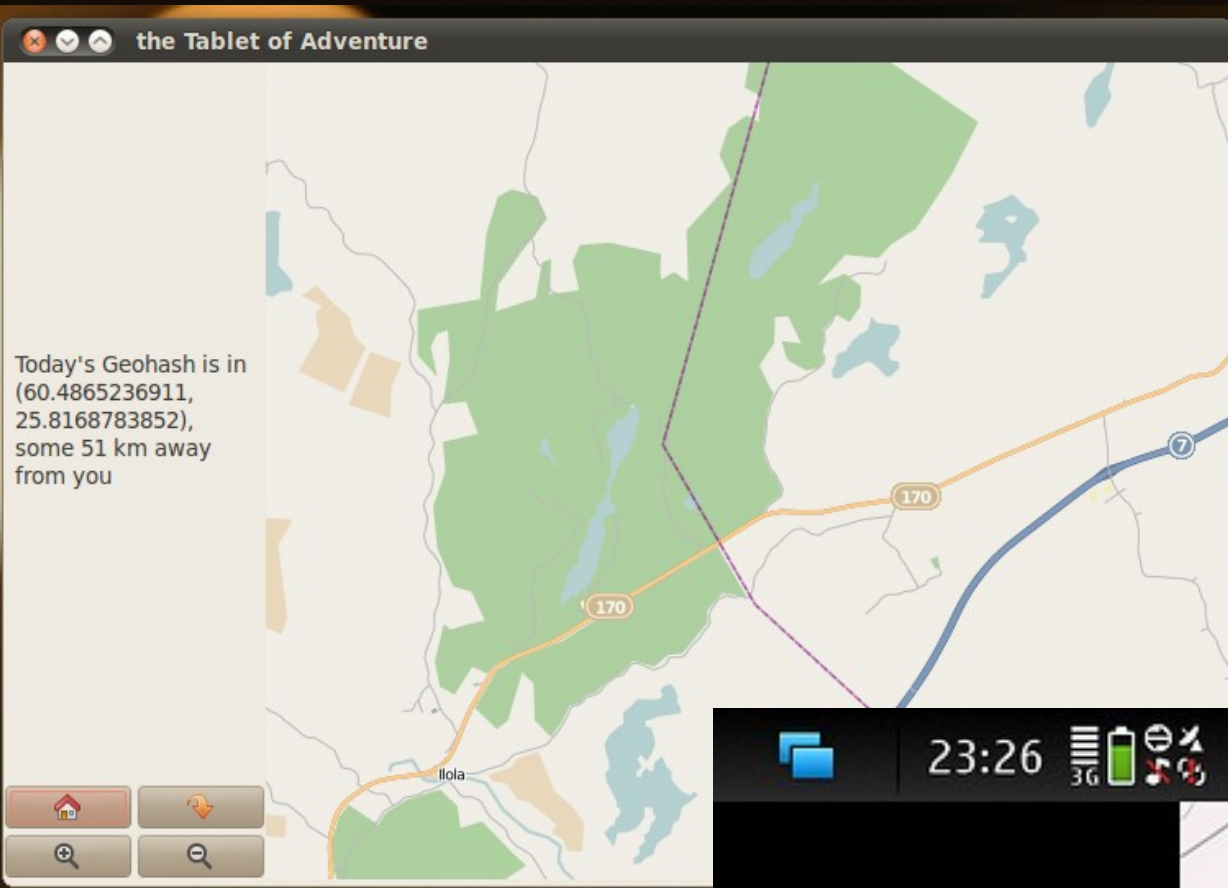 the Tablet of Adventure
Today's Geohash is in
(60.4865236911,
25.8168783852),
some 51 km away
from you
7
170
170
Ilola
23:26
3G